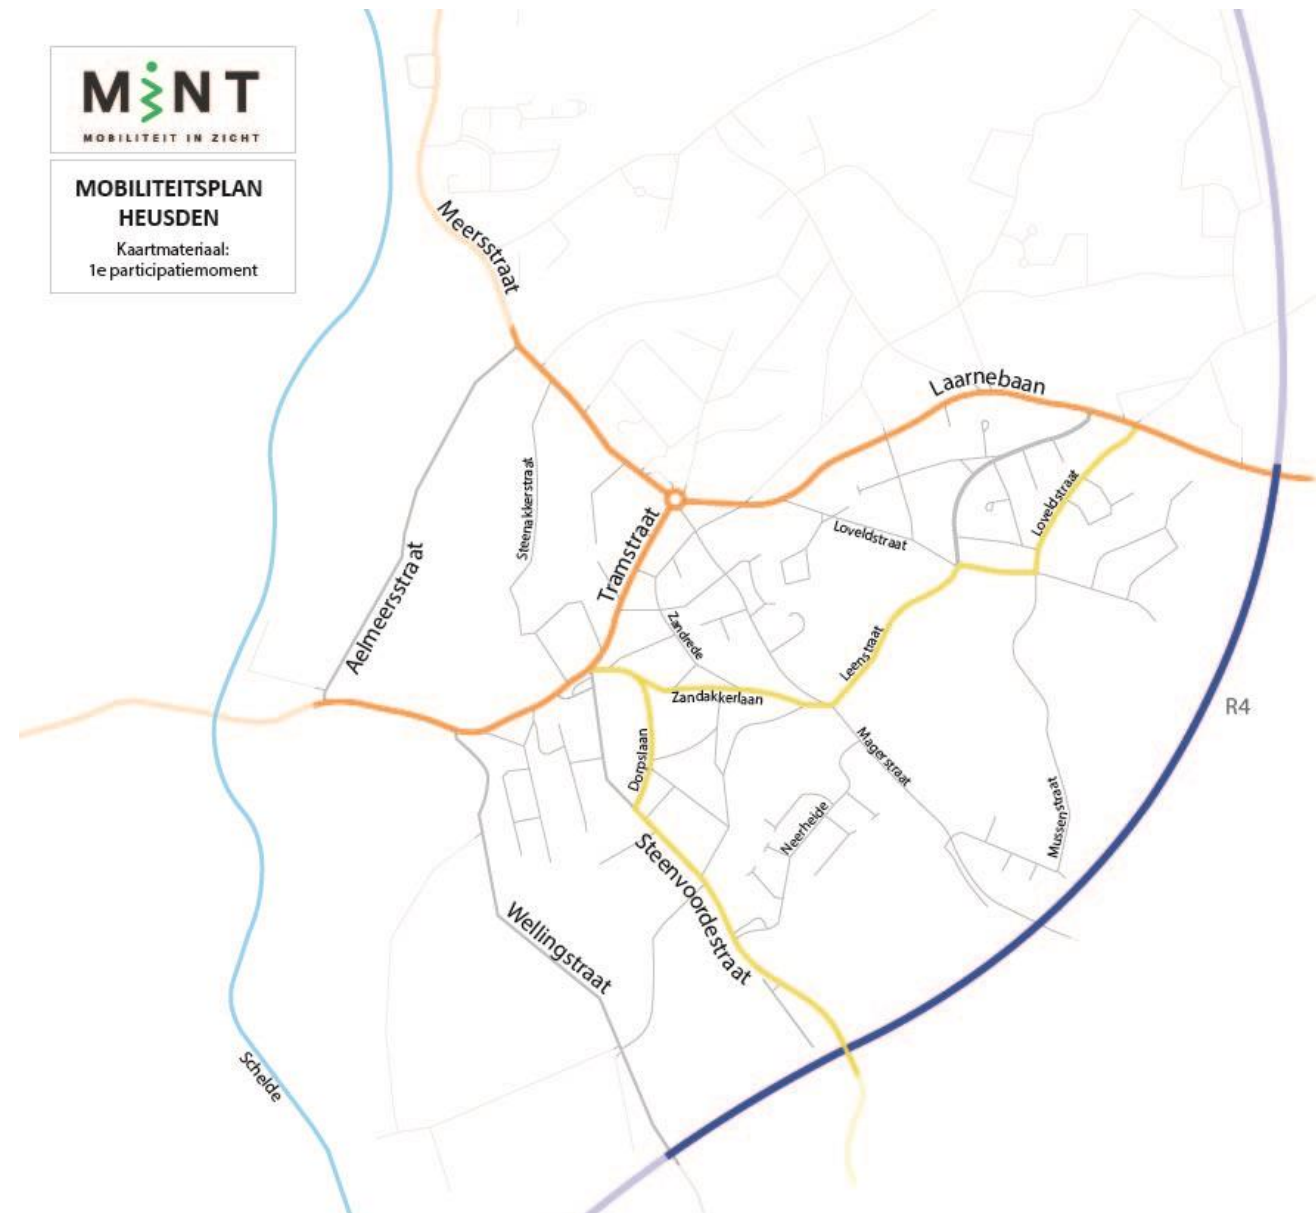 MINT
MOBILITEIT IN ZICHT
MOBILITEITSPLAN
HEUSDEN
Kaartmateriaal:
1e participatiemoment
Meersstraat
Laarnebaan
Steenakkerstraat
Loveldstraat
Tramstraat
Loveldstraat
Aelmeersstraat
Zandrede
Leenstraat
Zandakkerlaan
R4
Dorpslaan
Magerstraat
Mussenstraat
Neerheide
Steenvoordestraat
Wellingstraat
Schelde